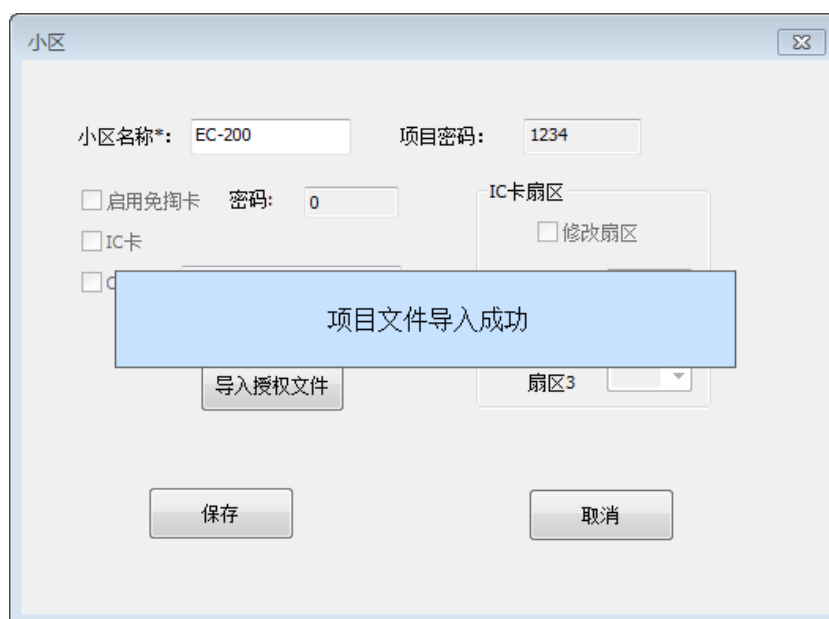 小区
小区名称*: EC-200 项目密码: 1234
启用免掏卡 密码: 0 IC卡扇区
IC卡 修改扇区
项目文件导入成功
导入授权文件 扇区3
保存 取消